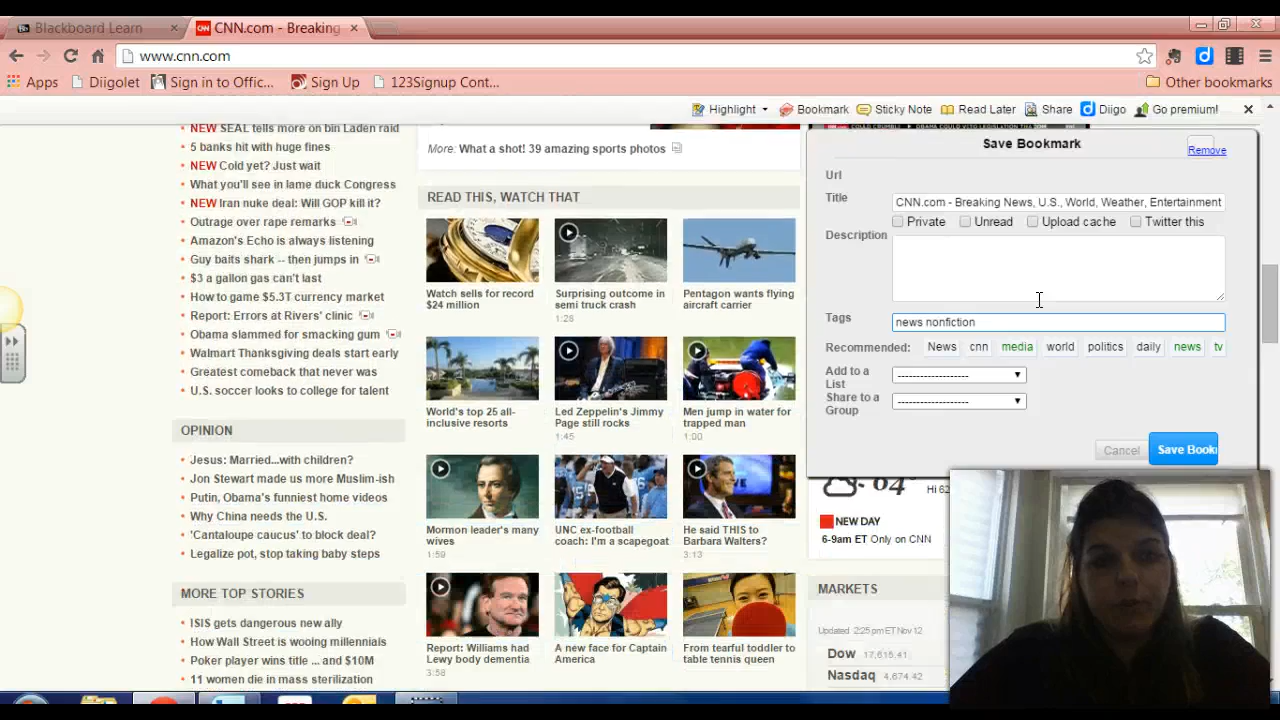 Blackboard Learn
CNN.com - Breaking
www.cnn.com
Apps Diigolet Sign in to Offic... Sign Up 123Signup Cont... Other bookmarks
Highlight Bookmark Sticky Note Read Later Share Diigo Go premium!
NEW SEAL tells more on bin Laden raid
5 banks hit with huge fines
NEW Cold yet? Just wait
What you'll see in lame duck Congress
NEW Iran nuke deal: Will GOP kill it?
Outrage over rape remarks
Amazon's Echo is always listening
Guy baits shark -- then jumps in
$3 a gallon gas can't last
How to game $5.3T currency market
Report: Errors at Rivers' clinic
Obama slammed for smacking gum
Walmart Thanksgiving deals start early
Greatest comeback that never was
U.S. soccer looks to college for talent
OPINION
Jesus: Married...with children?
Jon Stewart made us more Muslim-ish
Putin, Obama's funniest home videos
Why China needs the U.S.
'Cantaloupe caucus' to block deal?
Legalize pot, stop taking baby steps
MORE TOP STORIES
ISIS gets dangerous new ally
How Wall Street is wooing millennials
Poker player wins title ... and $10M
11 women die in mass sterilization
More: What a shot! 39 amazing sports photos
READ THIS, WATCH THAT
Watch sells for record
$24 million
Surprising outcome in
semi truck crash
1:28
Pentagon wants flying
aircraft carrier
World's top 25 all-
inclusive resorts
Led Zeppelin's Jimmy
Page still rocks
1:45
Men jump in water for
trapped man
1:00
Mormon leader's many
wives
1:59
UNC ex-football
coach: I'm a scapegoat
He said THIS to
Barbara Walters?
3:13
Report: Williams had
Lewy body dementia
3:58
A new face for Captain
America
From tearful toddler to
table tennis queen
Save Bookmark
Remove
Url
Title CNN.com - Breaking News, U.S., World, Weather, Entertainment
Private Unread Upload cache Twitter this
Description
Tags news nonfiction
Recommended: News cnn media world politics daily news tv
Add to a
List -------------------
Share to a
Group -------------------
Cancel Save Book
Hi 62
NEW DAY
6-9am ET Only on CNN
MARKETS
Updated 2:25 pm ET Nov 12
Dow 17,615.41
Nasdaq 4,674.42